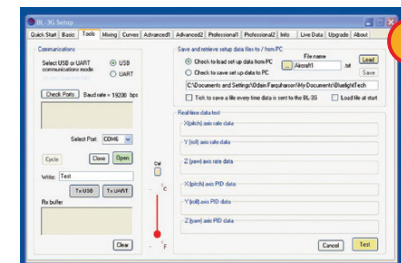 BL-3G Setup
Quick Start Basic Tools Mixing Curves Advanced1 Advanced2 Professional1 Professional2 Info Live Data Upgrade About
Communications
Select USB or UART communications mode
USB
UART
Check Ports Baud rate = 19200 bps
Select Port COM6
Cycle Close Open
Write: Test
Tx USB Tx UART
Rx buffer
Clear
Cal
°C
°F
Save and retrieve setup data files to / from PC
Check to load set up data from PC
Check to save set up data to PC
File name
... Aircraft1 .txt
Load
Save
C:\Documents and Settings\Odain Farquharson\My Documents\BluelightTech
Tick to save a file every time data is sent to the BL-3G Load file at start
Real time data test
X(pitch) axis rate data
Y (roll) axis rate data
Z (yaw) axis rate data
X(pitch) axis PID data
Y (roll) axis PID data
Z (yaw) axis PID data
Cancel Test